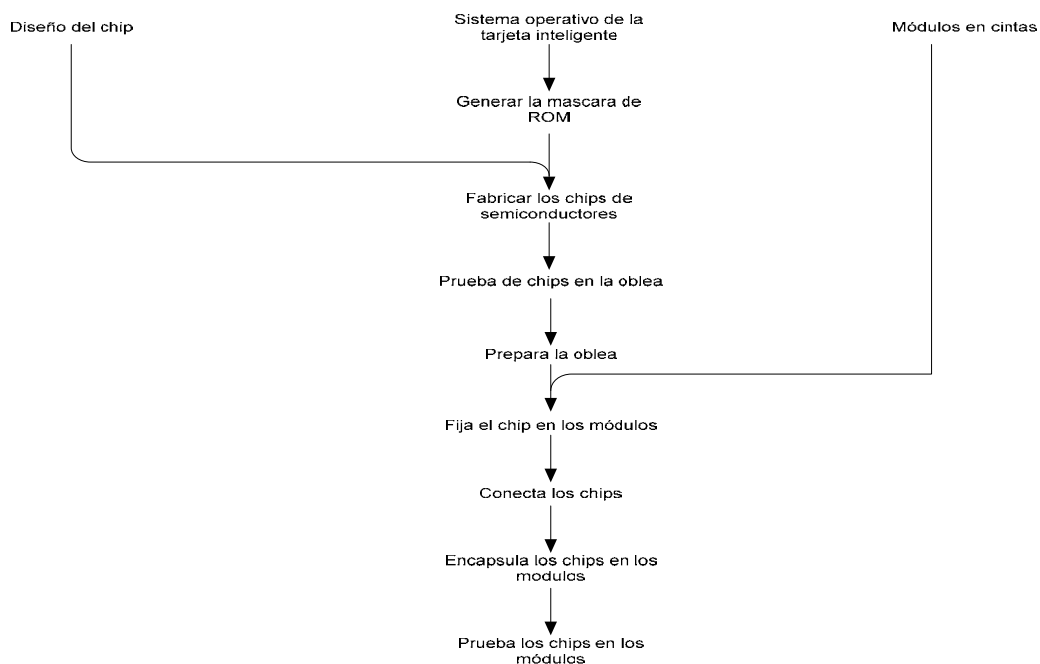 Diseño del chip
Sistema operativo de la
tarjeta inteligente
Módulos en cintas
Generar la mascara de
ROM
Fabricar los chips de
semiconductores
Prueba de chips en la oblea
Prepara la oblea
Fija el chip en los módulos
Conecta los chips
Encapsula los chips en los
modulos
Prueba los chips en los
módulos